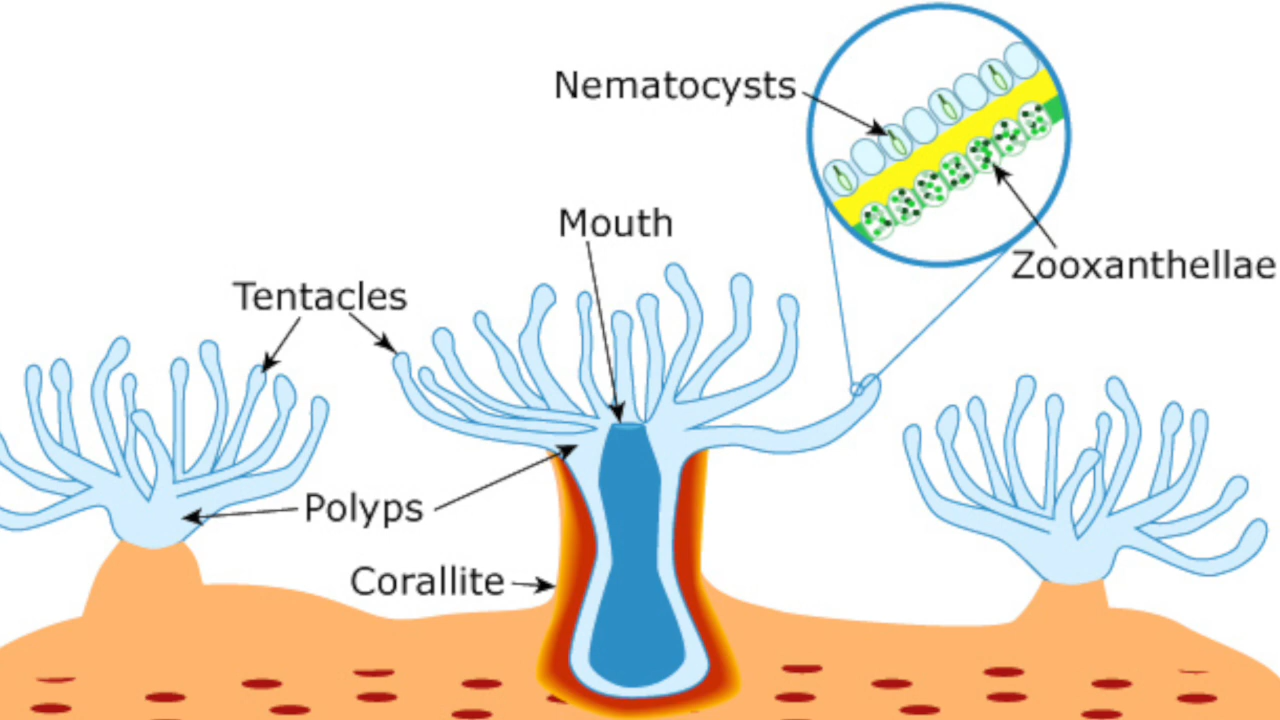 Nematocysts
Mouth
Zooxanthellae
Tentacles
Polyps
Corallite